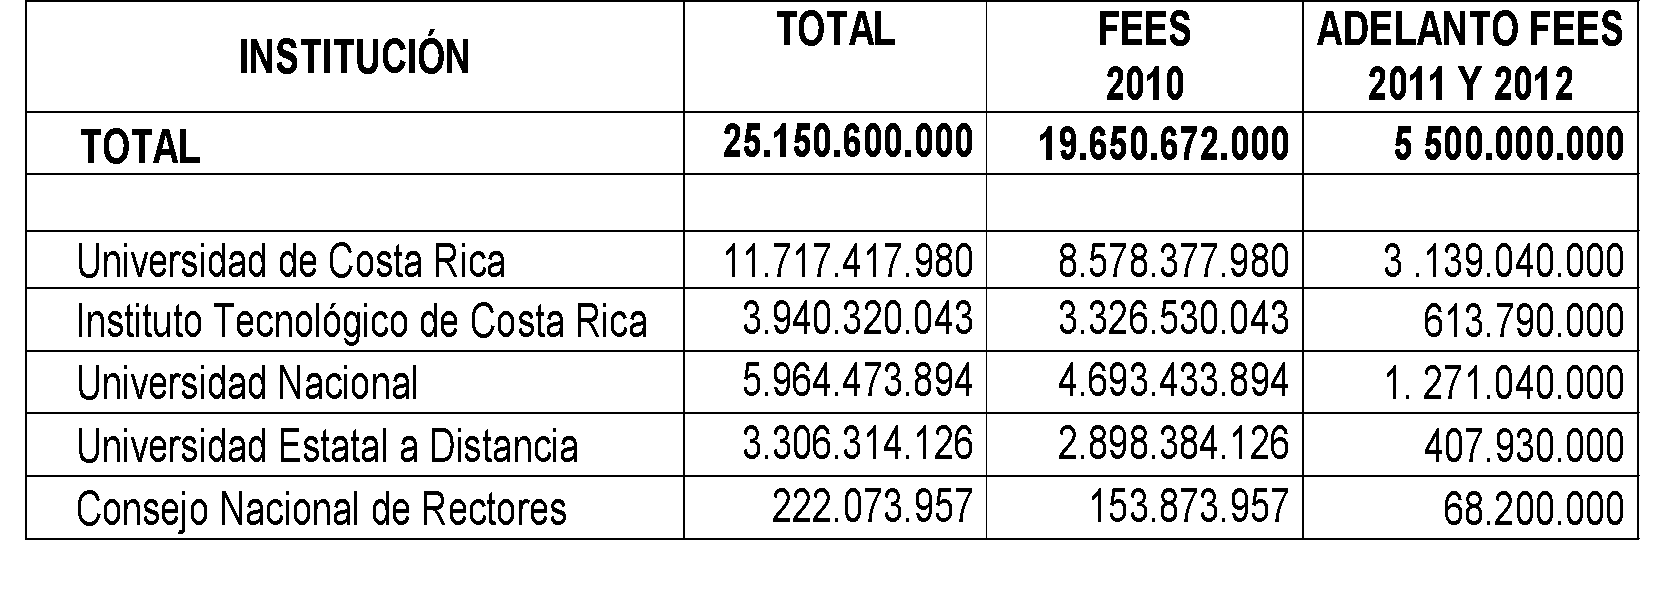 INSTITUCIÓN TOTAL FEES 2010 ADELANTO FEES 2011 Y 2012
TOTAL 25.150.600.000 19.650.672.000 5 500.000.000
Universidad de Costa Rica 11.717.417.980 8.578.377.980 3 .139.040.000
Instituto Tecnológico de Costa Rica 3.940.320.043 3.326.530.043 613.790.000
Universidad Nacional 5.964.473.894 4.693.433.894 1. 271.040.000
Universidad Estatal a Distancia 3.306.314.126 2.898.384.126 407.930.000
Consejo Nacional de Rectores 222.073.957 153.873.957 68.200.000